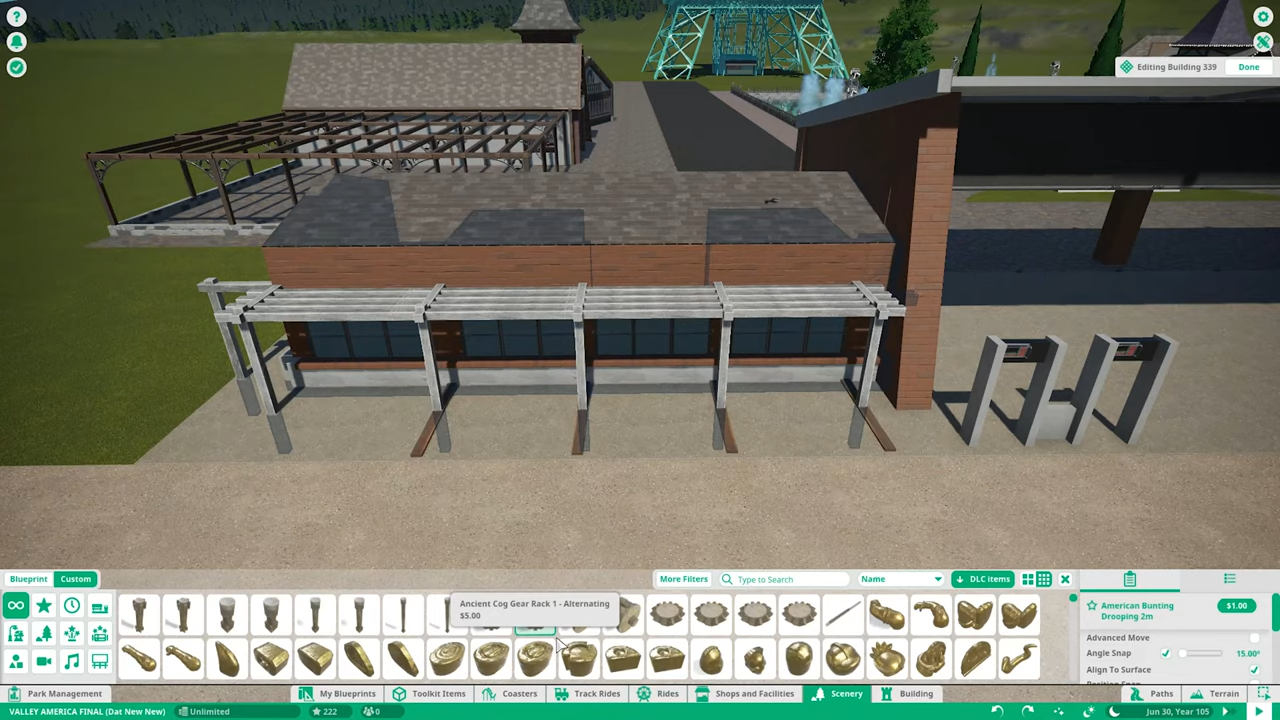 Editing Building 339 Done
Blueprint Custom More Filters Type to Search Name DLC items
Ancient Cog Gear Rack 1 - Alternating
$5.00
American Bunting Drooping 2m
$1.00
Advanced Move
Angle Snap 15.00°
Align To Surface
Park Management My Blueprints Toolkit Items Coasters Track Rides Rides Shops and Facilities Scenery Building Paths Terrain
VALLEY AMERICA FINAL (Dat New New) Unlimited 222 0 Jun 30, Year 105